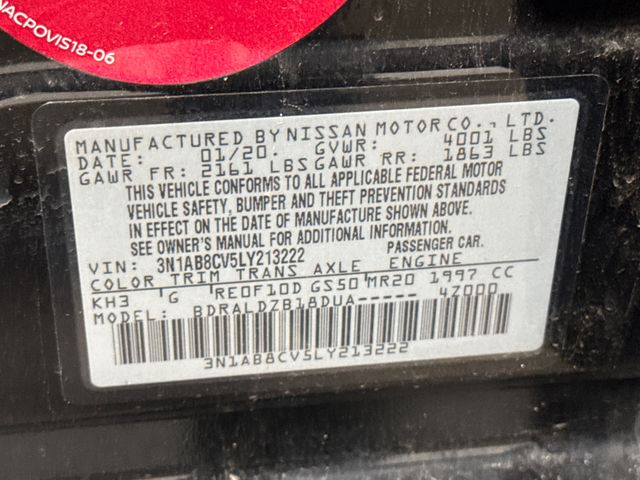 NACPOVIS18-06
MANUFACTURED BY NISSAN MOTOR CO., LTD.
DATE: 01/20. GVWR: 4001 LBS
GAWR FR: 2161 LBS GAWR RR: 1863 LBS
THIS VEHICLE CONFORMS TO ALL APPLICABLE FEDERAL MOTOR
VEHICLE SAFETY, BUMPER AND THEFT PREVENTION STANDARDS
IN EFFECT ON THE DATE OF MANUFACTURE SHOWN ABOVE.
SEE OWNER'S MANUAL FOR ADDITIONAL INFORMATION.
VIN: 3N1AB8CV5LY213222 PASSENGER CAR.
COLOR TRIM TRANS AXLE ENGINE
KH3 G RE0F10D GS50 MR20 1997 CC
MODEL: BDRALDZB18DUA----- 4Z000
3N1AB8CV5LY213222